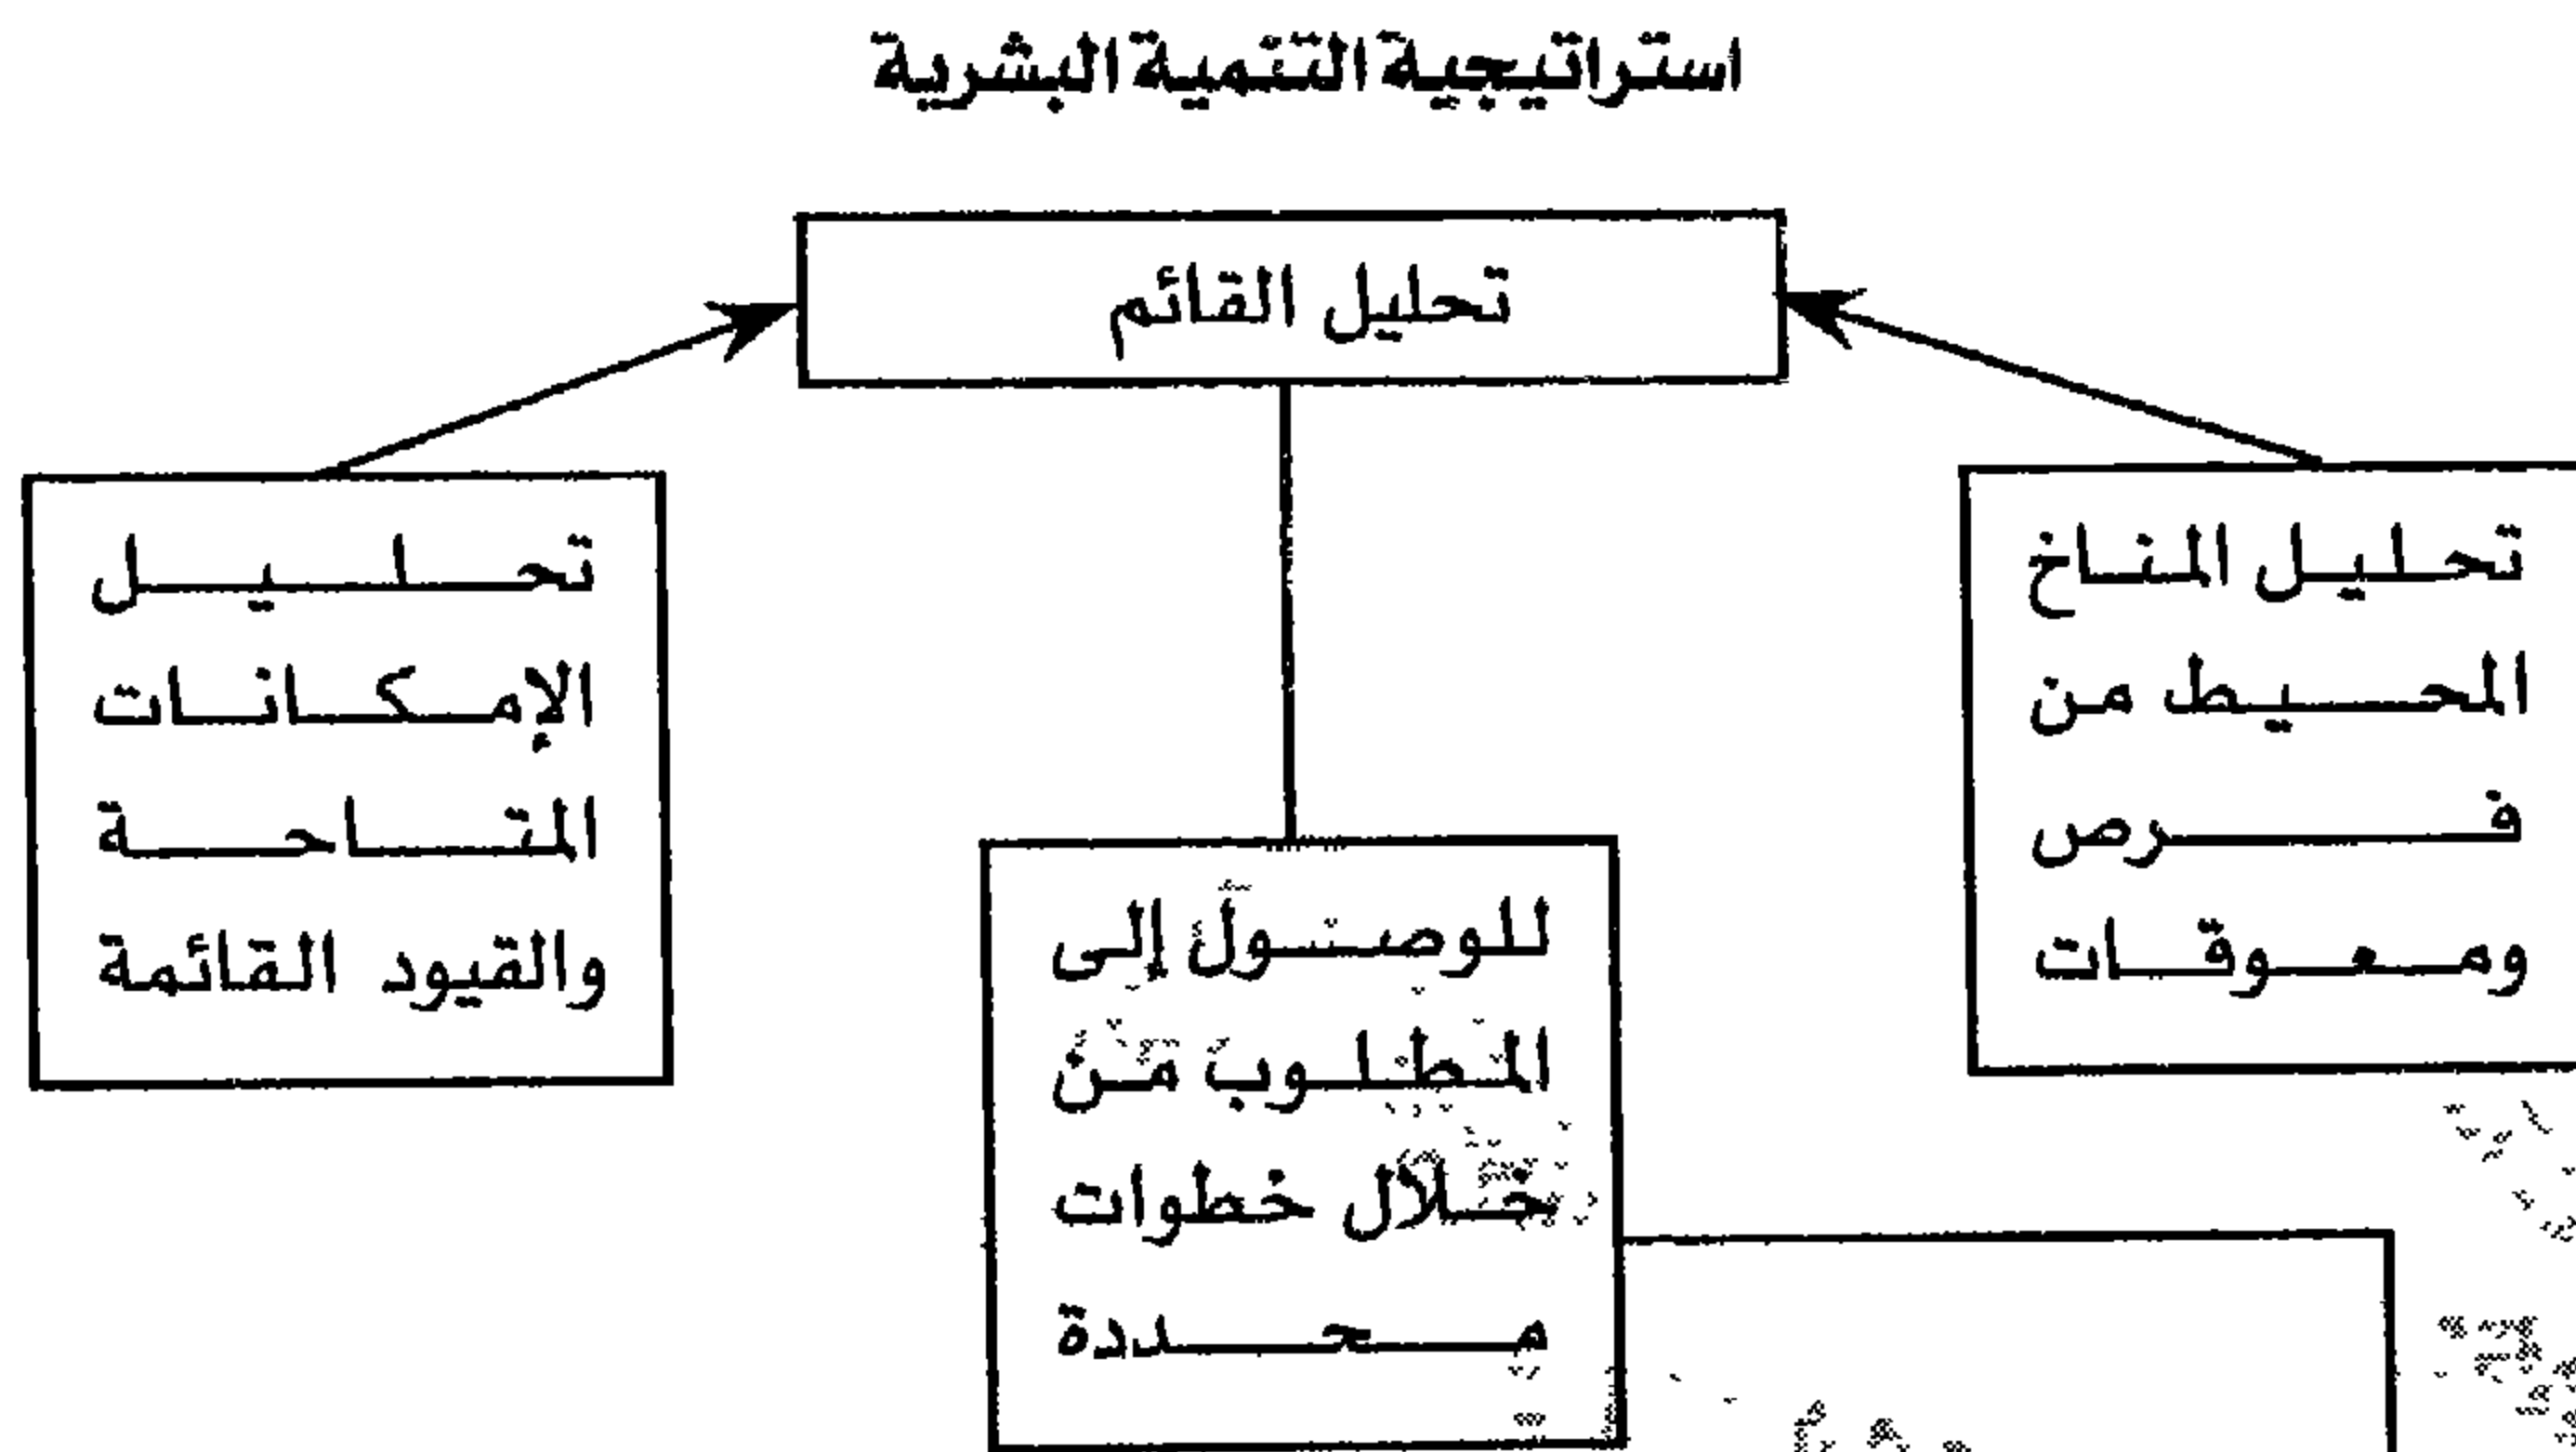 استراتيجية التنمية البشرية
تحليل القائم
تحليل المناخ
المحيط من
فرص
ومعوقات
تحليل
الإمكانات
المتاحة
والقيود القائمة
للوصول إلى
المطلوب من
خلال خطوات
محددة